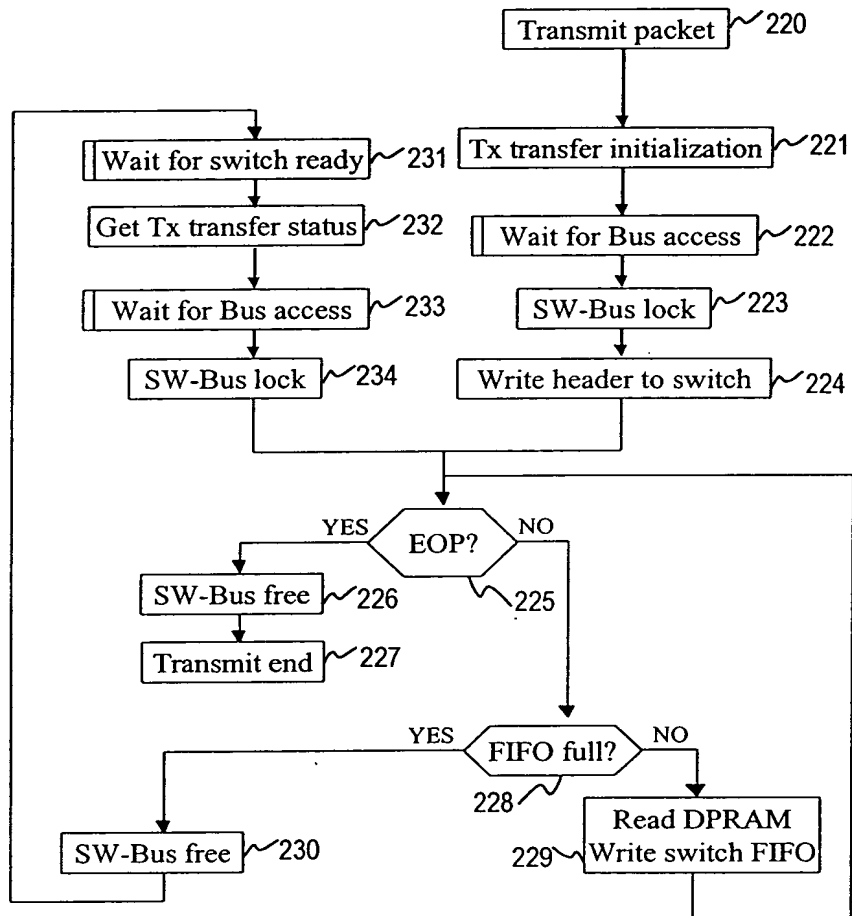 Transmit packet 220
Wait for switch ready 231
Tx transfer initialization 221
Get Tx transfer status 232
Wait for Bus access 222
Wait for Bus access 233
SW-Bus lock 223
SW-Bus lock 234
Write header to switch 224
YES
NO
EOP?
225
SW-Bus free 226
Transmit end 227
YES
NO
FIFO full?
228
Read DPRAM
Write switch FIFO
229
SW-Bus free 230